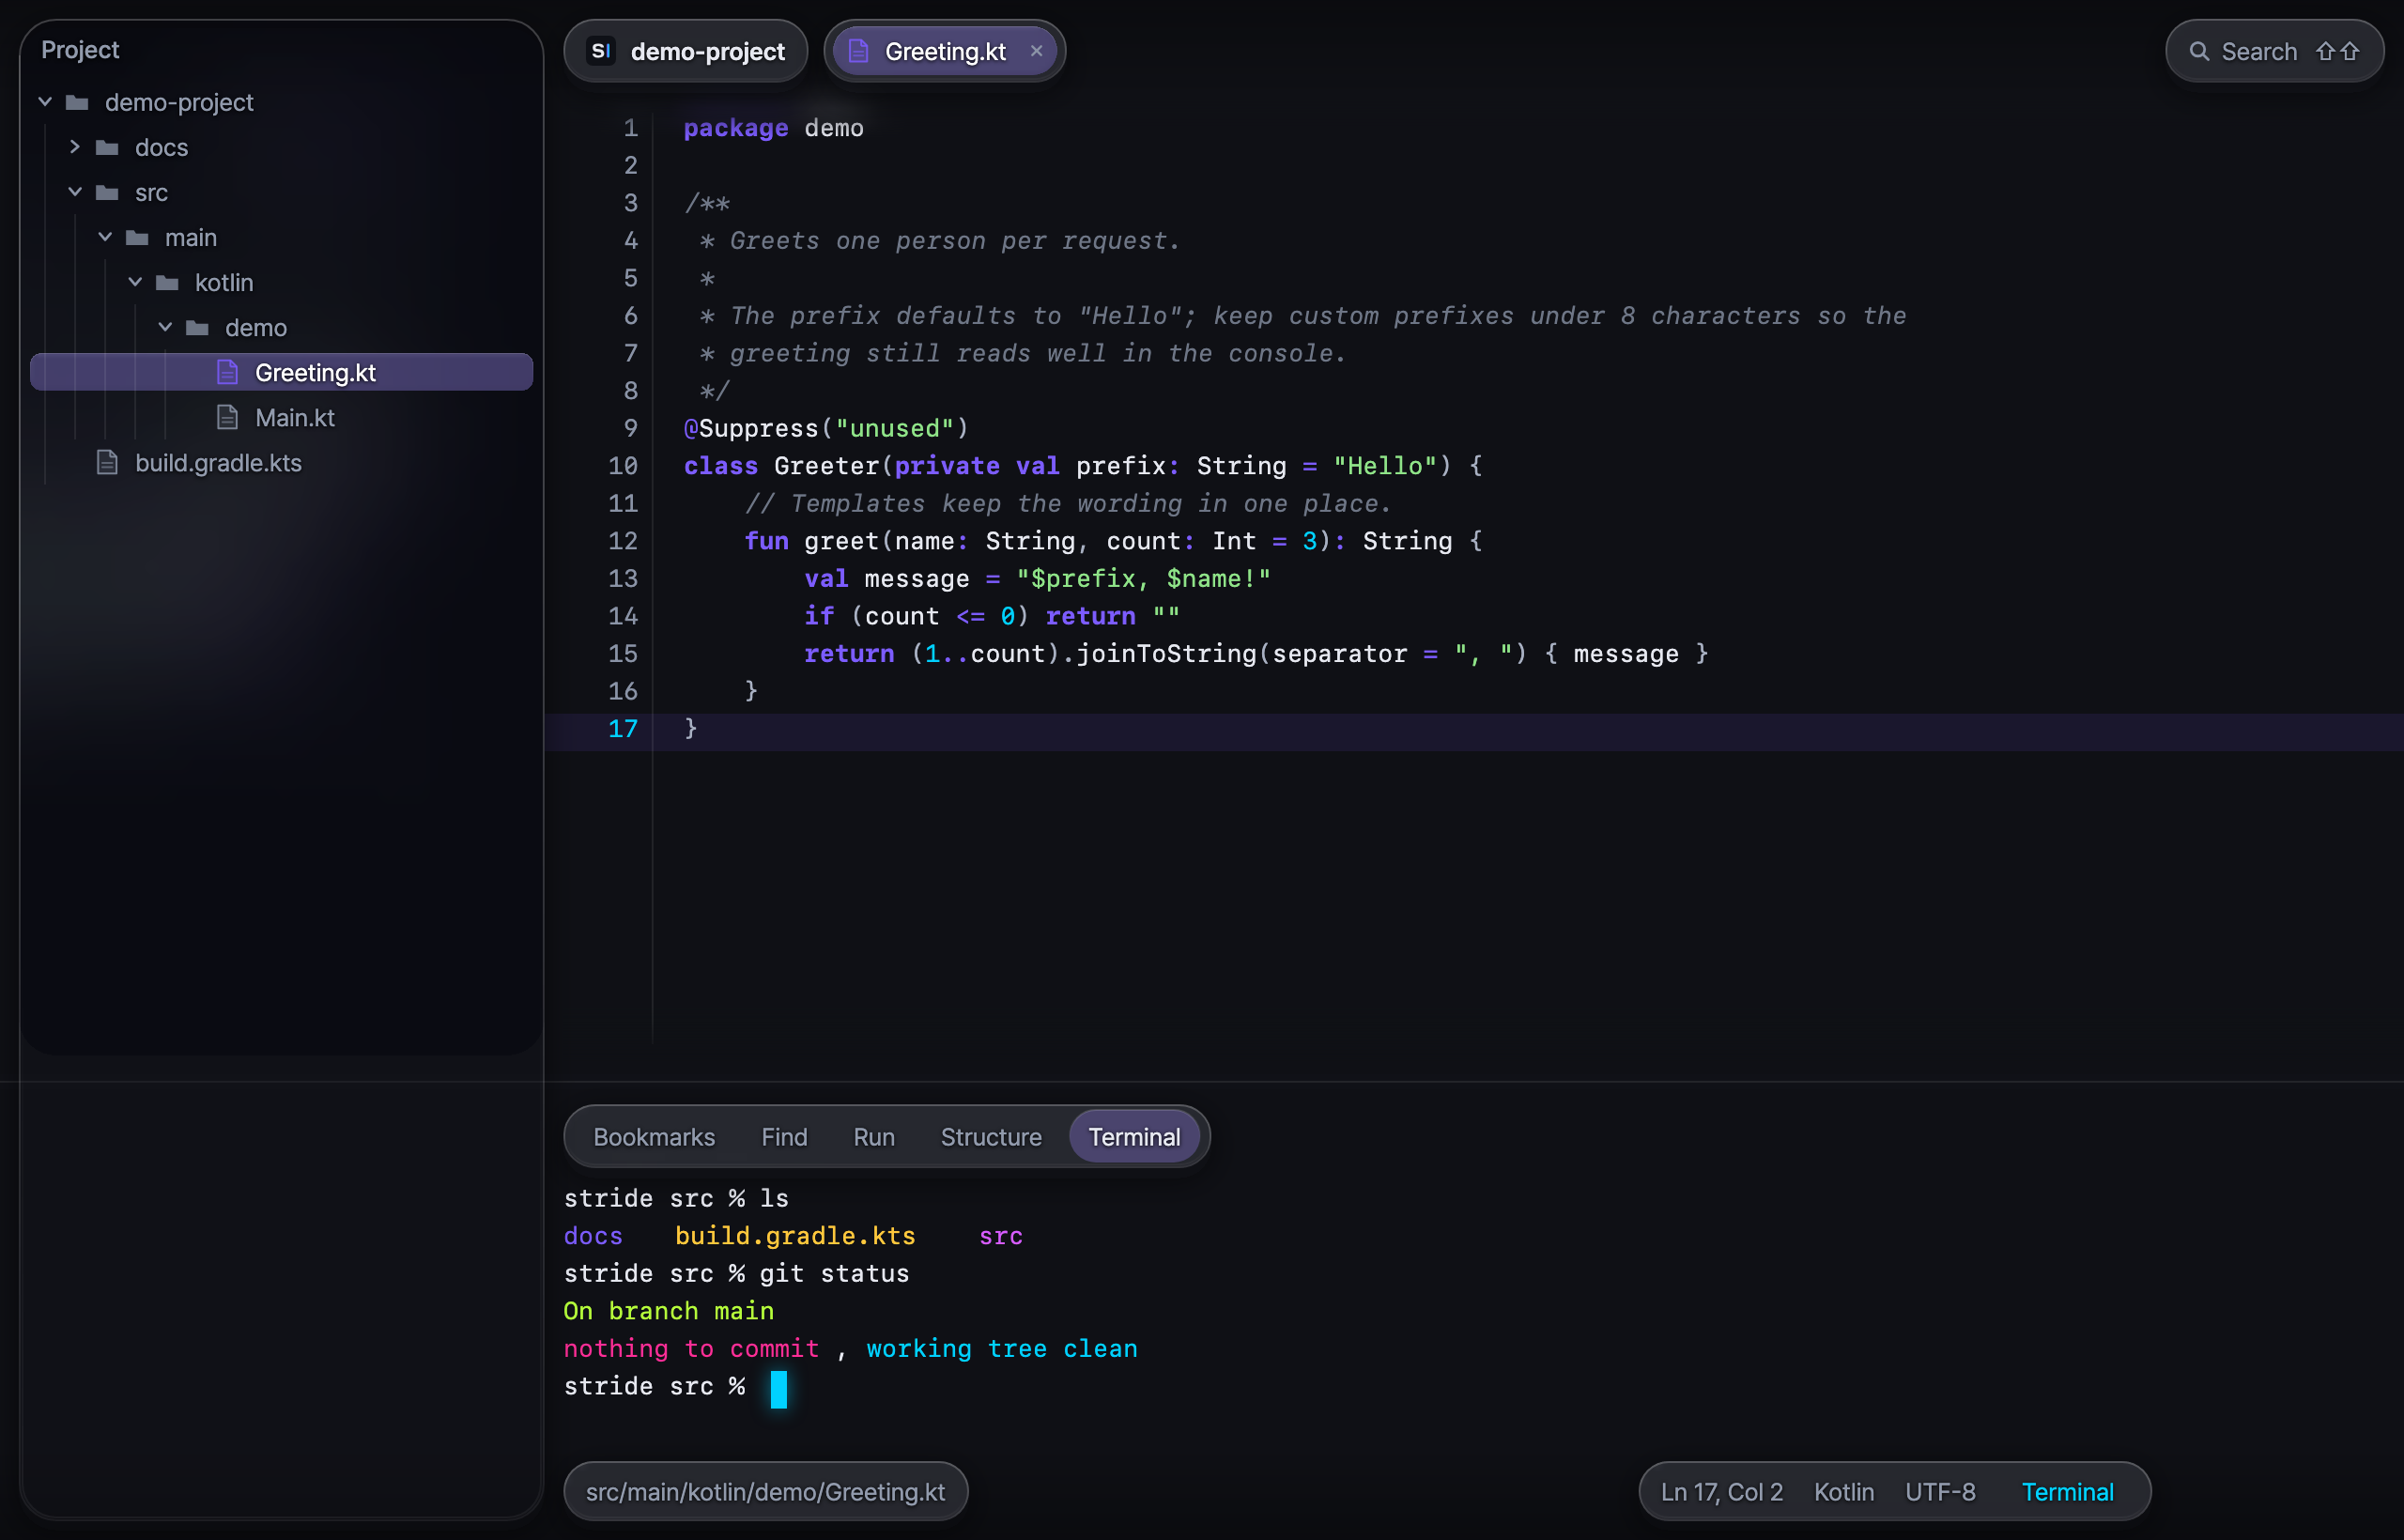 Project
demo-project
docs
src
main
kotlin
demo
Greeting.kt
Main.kt
build.gradle.kts
SI demo-project
Greeting.kt ×
Search ⇧⇧
1 package demo
2
3 /**
4  * Greets one person per request.
5  *
6  * The prefix defaults to "Hello"; keep custom prefixes under 8 characters so the
7  * greeting still reads well in the console.
8  */
9 @Suppress("unused")
10 class Greeter(private val prefix: String = "Hello") {
11     // Templates keep the wording in one place.
12     fun greet(name: String, count: Int = 3): String {
13         val message = "$prefix, $name!"
14         if (count <= 0) return ""
15         return (1..count).joinToString(separator = ", ") { message }
16     }
17 }
Bookmarks Find Run Structure Terminal
stride src % ls
docs build.gradle.kts src
stride src % git status
On branch main
nothing to commit , working tree clean
stride src %
src/main/kotlin/demo/Greeting.kt
Ln 17, Col 2 Kotlin UTF-8 Terminal